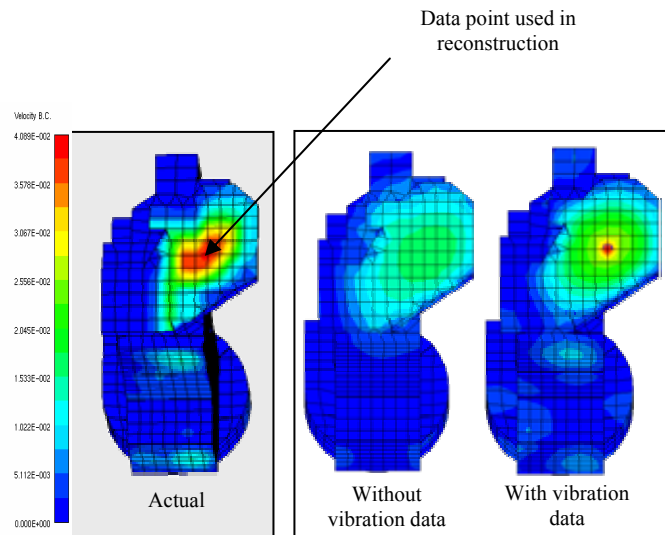 Data point used in
reconstruction
Velocity B.C.
4.089E-002
3.578E-002
3.067E-002
2.556E-002
2.045E-002
1.533E-002
1.022E-002
5.112E-003
0.000E+000
Actual
Without
vibration data
With vibration
data